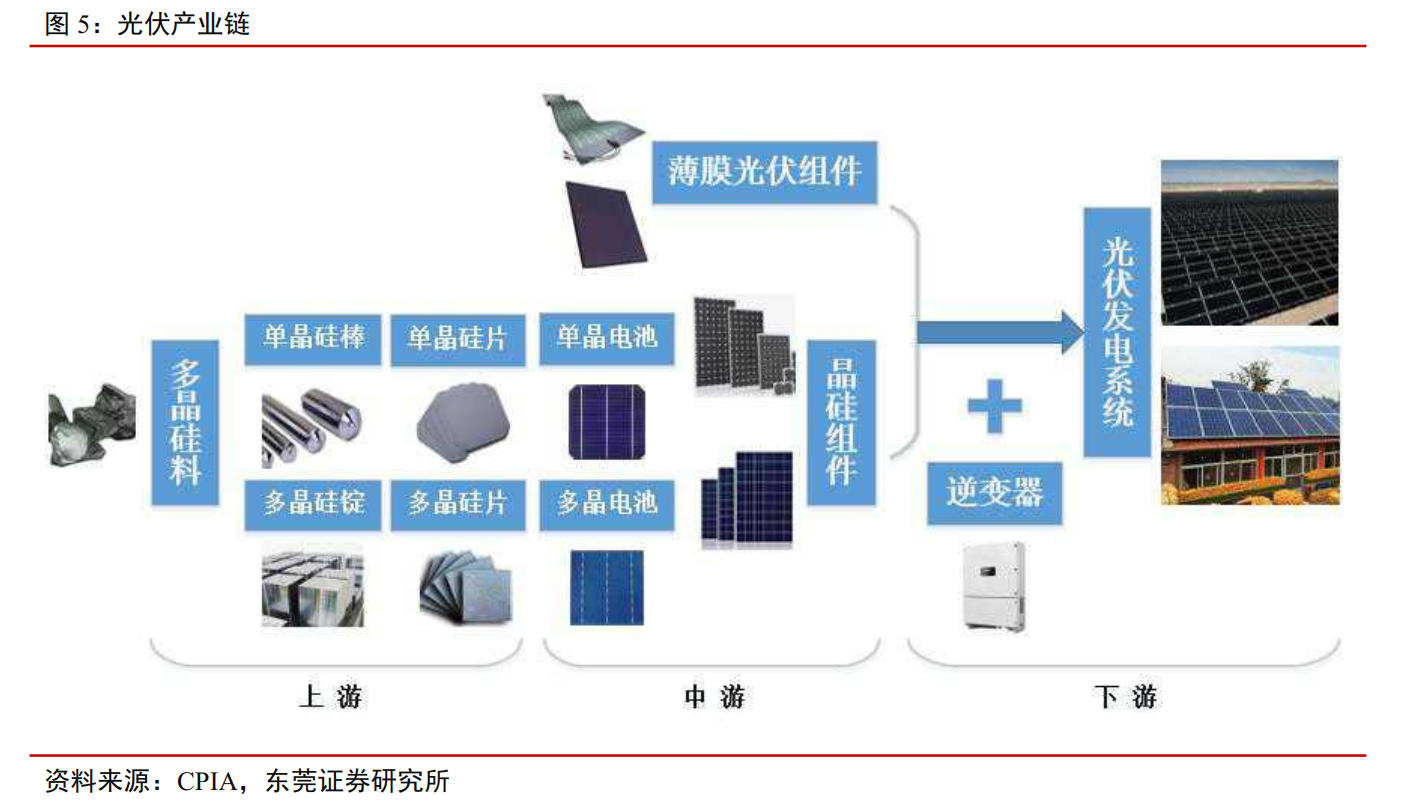 图 5：光伏产业链
薄膜光伏组件
多晶硅料
单晶硅棒
单晶硅片
单晶电池
多晶硅锭
多晶硅片
多晶电池
晶硅组件
逆变器
光伏发电系统
上 游
中 游
下 游
资料来源：CPIA，东莞证券研究所